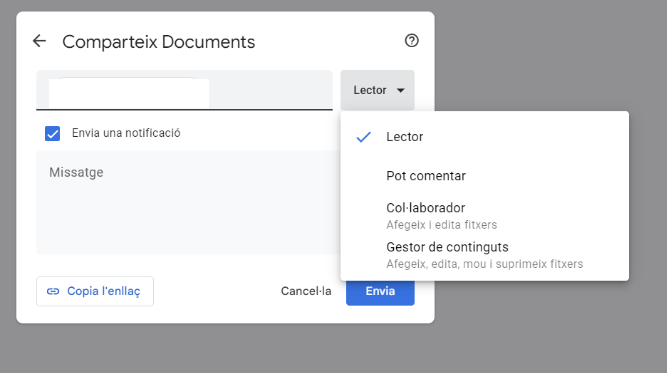 Comparteix Documents
Lector
Envia una notificació
Missatge
Lector
Pot comentar
Col·laborador
Afegeix i edita fitxers
Gestor de continguts
Afegeix, edita, mou i suprimeix fitxers
Copia l'enllaç
Cancel·la
Envia